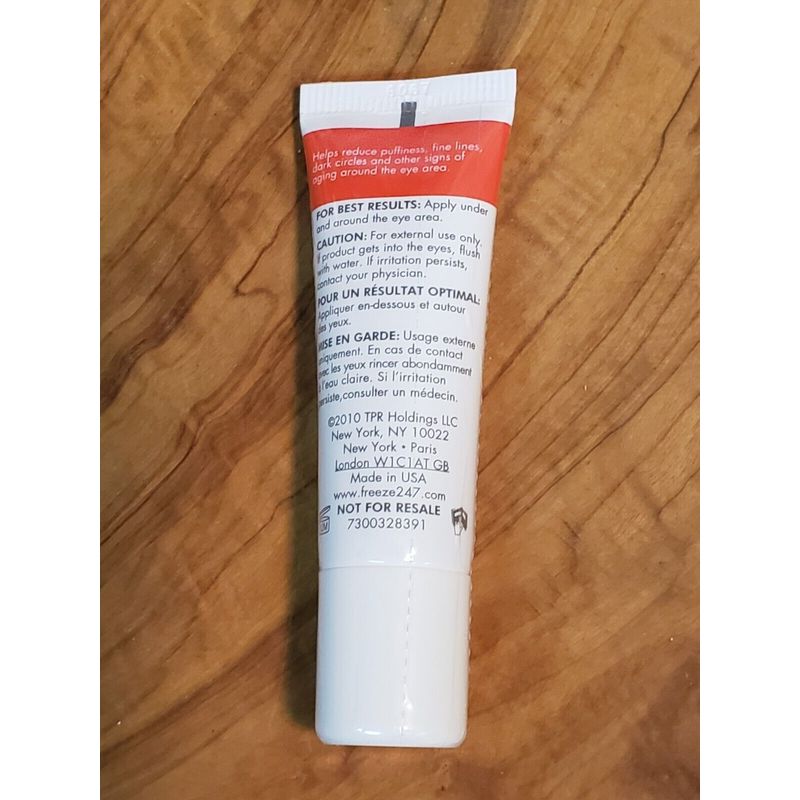 Helps reduce puffiness, fine lines,
dark circles and other signs of
aging around the eye area.
FOR BEST RESULTS: Apply under
and around the eye area.
CAUTION: For external use only.
If product gets into the eyes, flush
with water. If irritation persists,
contact your physician.
POUR UN RÉSULTAT OPTIMAL:
Appliquer en-dessous et autour
des yeux.
MISE EN GARDE: Usage externe
uniquement. En cas de contact
avec les yeux rincer abondamment
à l'eau claire. Si l'irritation
persiste,consulter un médecin.
©2010 TPR Holdings LLC
New York, NY 10022
New York • Paris
London W1C1AT GB
Made in USA
www.freeze247.com
NOT FOR RESALE
7300328391